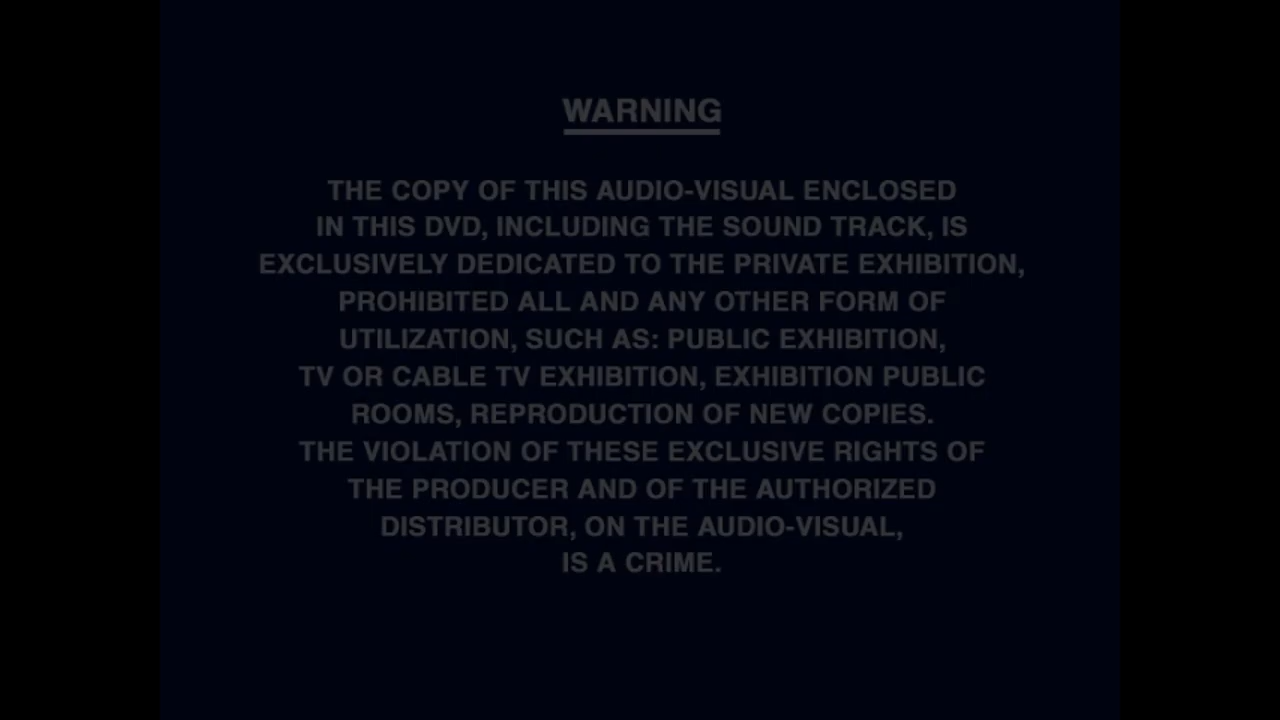 WARNING
THE COPY OF THIS AUDIO-VISUAL ENCLOSED
IN THIS DVD, INCLUDING THE SOUND TRACK, IS
EXCLUSIVELY DEDICATED TO THE PRIVATE EXHIBITION,
PROHIBITED ALL AND ANY OTHER FORM OF
UTILIZATION, SUCH AS: PUBLIC EXHIBITION,
TV OR CABLE TV EXHIBITION, EXHIBITION PUBLIC
ROOMS, REPRODUCTION OF NEW COPIES.
THE VIOLATION OF THESE EXCLUSIVE RIGHTS OF
THE PRODUCER AND OF THE AUTHORIZED
DISTRIBUTOR, ON THE AUDIO-VISUAL,
IS A CRIME.